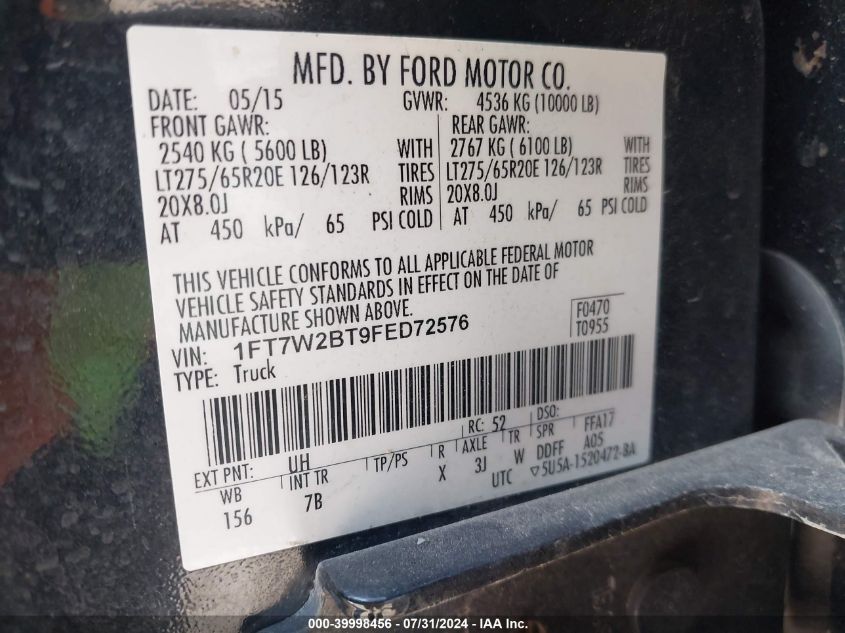 MFD. BY FORD MOTOR CO.
DATE: 05/15 GVWR: 4536 KG (10000 LB)
FRONT GAWR: REAR GAWR:
2540 KG ( 5600 LB) WITH 2767 KG ( 6100 LB) WITH
LT275/65R20E 126/123R TIRES LT275/65R20E 126/123R TIRES
20X8.0J RIMS 20X8.0J RIMS
AT 450 kPa/ 65 PSI COLD AT 450 kPa/ 65 PSI COLD
THIS VEHICLE CONFORMS TO ALL APPLICABLE FEDERAL MOTOR
VEHICLE SAFETY STANDARDS IN EFFECT ON THE DATE OF
MANUFACTURE SHOWN ABOVE.
VIN: 1FT7W2BT9FED72576 F0470
TYPE: Truck T0955
RC: 52 DSO:
EXT PNT: UH TP/PS R AXLE TR SPR FFA17
WB INT TR X 3J W DDFF A05
156 7B UTC ▽5U5A-1520472-BA
000-39998456 / 07/31/2024 - IAA Inc.